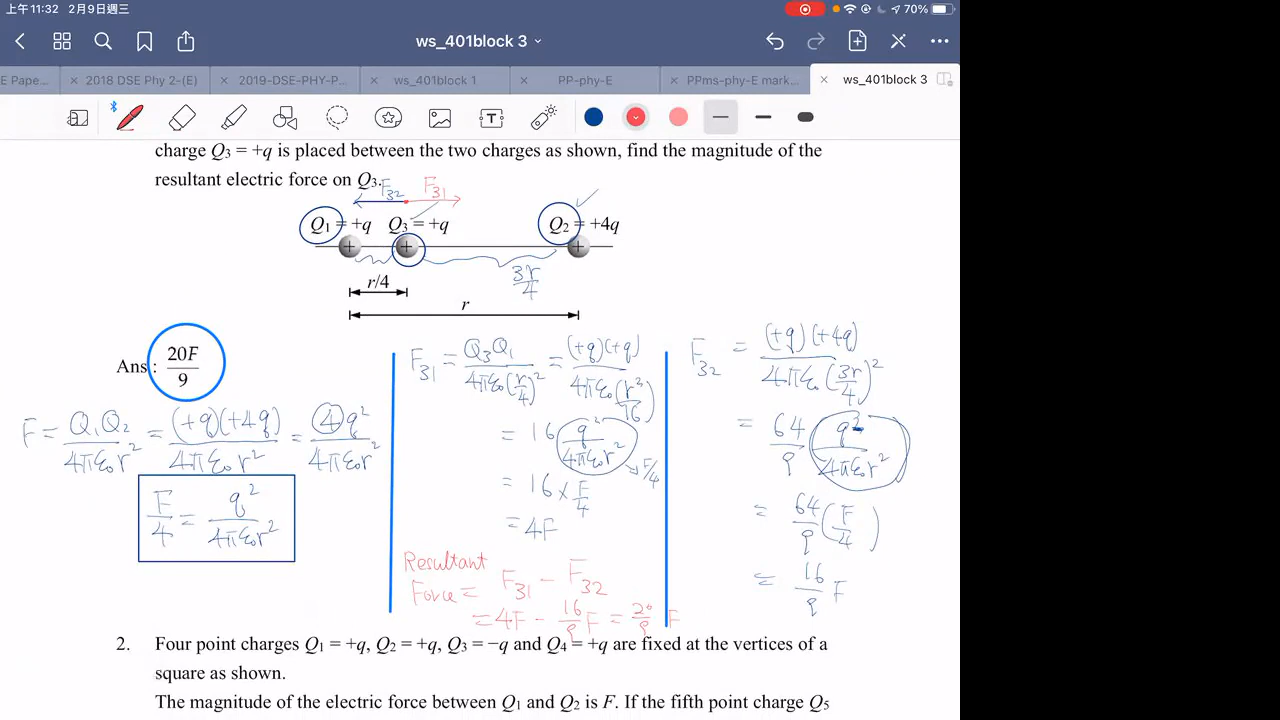 上午11:32 2月9日週三
70%
ws_401block 3
E Pape...
2018 DSE Phy 2-(E)
2019-DSE-PHY-P...
ws_401block 1
PP-phy-E
PPms-phy-E mark...
ws_401block 3
charge Q₃ = +q is placed between the two charges as shown, find the magnitude of the
resultant electric force on Q₃.
F₃₂ F₃₁
Q₁ = +q Q₃ = +q Q₂ = +4q
+ + +
r/4
3r/4
r
Ans: 20F/9
F = Q₁Q₂/4πε₀r² = (+q)(+4q)/4πε₀r² = 4q²/4πε₀r²
F/4 = q²/4πε₀r²
F₃₁ = Q₃Q₁/4πε₀(r/4)² = (+q)(+q)/4πε₀(r²/16)
= 16 q²/4πε₀r²
→ F/4
= 16 × F/4
= 4F
Resultant
Force = F₃₁ − F₃₂
= 4F − 16/9 F = 20/9 F
F₃₂ = (+q)(+4q)/4πε₀(3r/4)²
= 64/9 q²/4πε₀r²
= 64/9 (F/4)
= 16/9 F
2. Four point charges Q₁ = +q, Q₂ = +q, Q₃ = −q and Q₄ = +q are fixed at the vertices of a
square as shown.
The magnitude of the electric force between Q₁ and Q₂ is F. If the fifth point charge Q₅